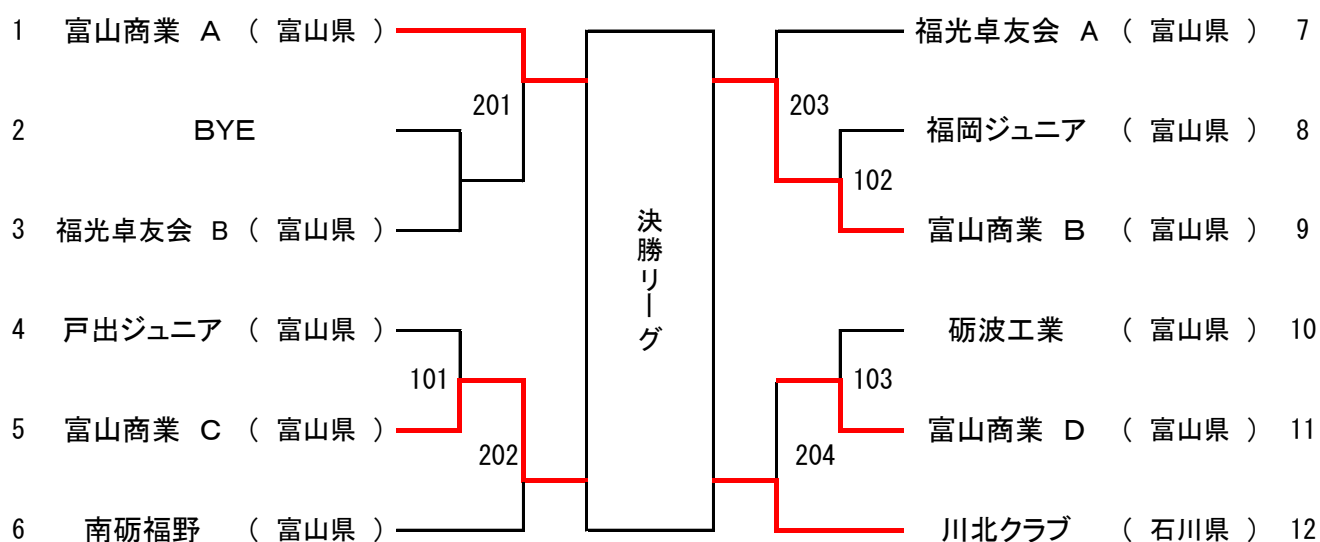 1 富山商業 A ( 富山県 )
201
2 BYE
3 福光卓友会 B ( 富山県 )
4 戸出ジュニア ( 富山県 )
101
5 富山商業 C ( 富山県 )
202
6 南砺福野 ( 富山県 )
決勝リーグ
福光卓友会 A ( 富山県 ) 7
203
福岡ジュニア ( 富山県 ) 8
102
富山商業 B ( 富山県 ) 9
砺波工業 ( 富山県 ) 10
103
富山商業 D ( 富山県 ) 11
204
川北クラブ ( 石川県 ) 12